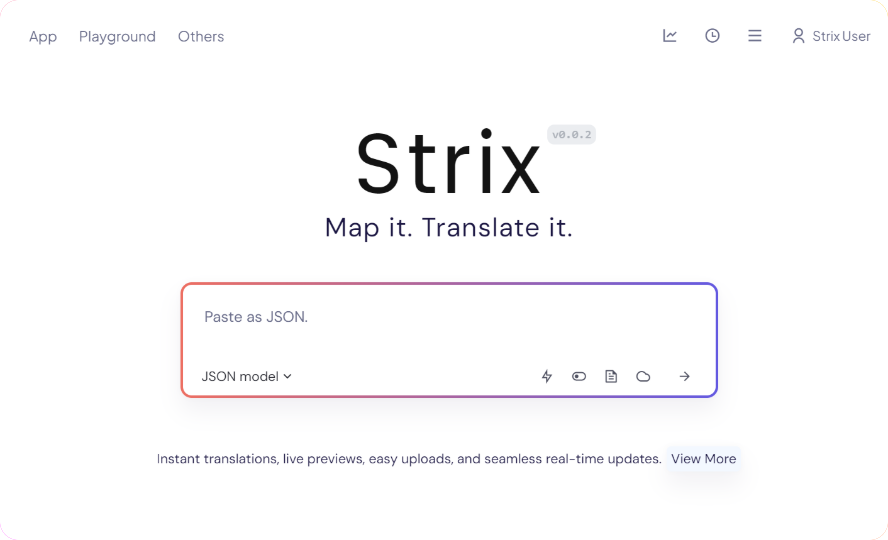 App Playground Others Strix User
Strix v0.0.2
Map it. Translate it.
Paste as JSON.
JSON model
Instant translations, live previews, easy uploads, and seamless real-time updates. View More